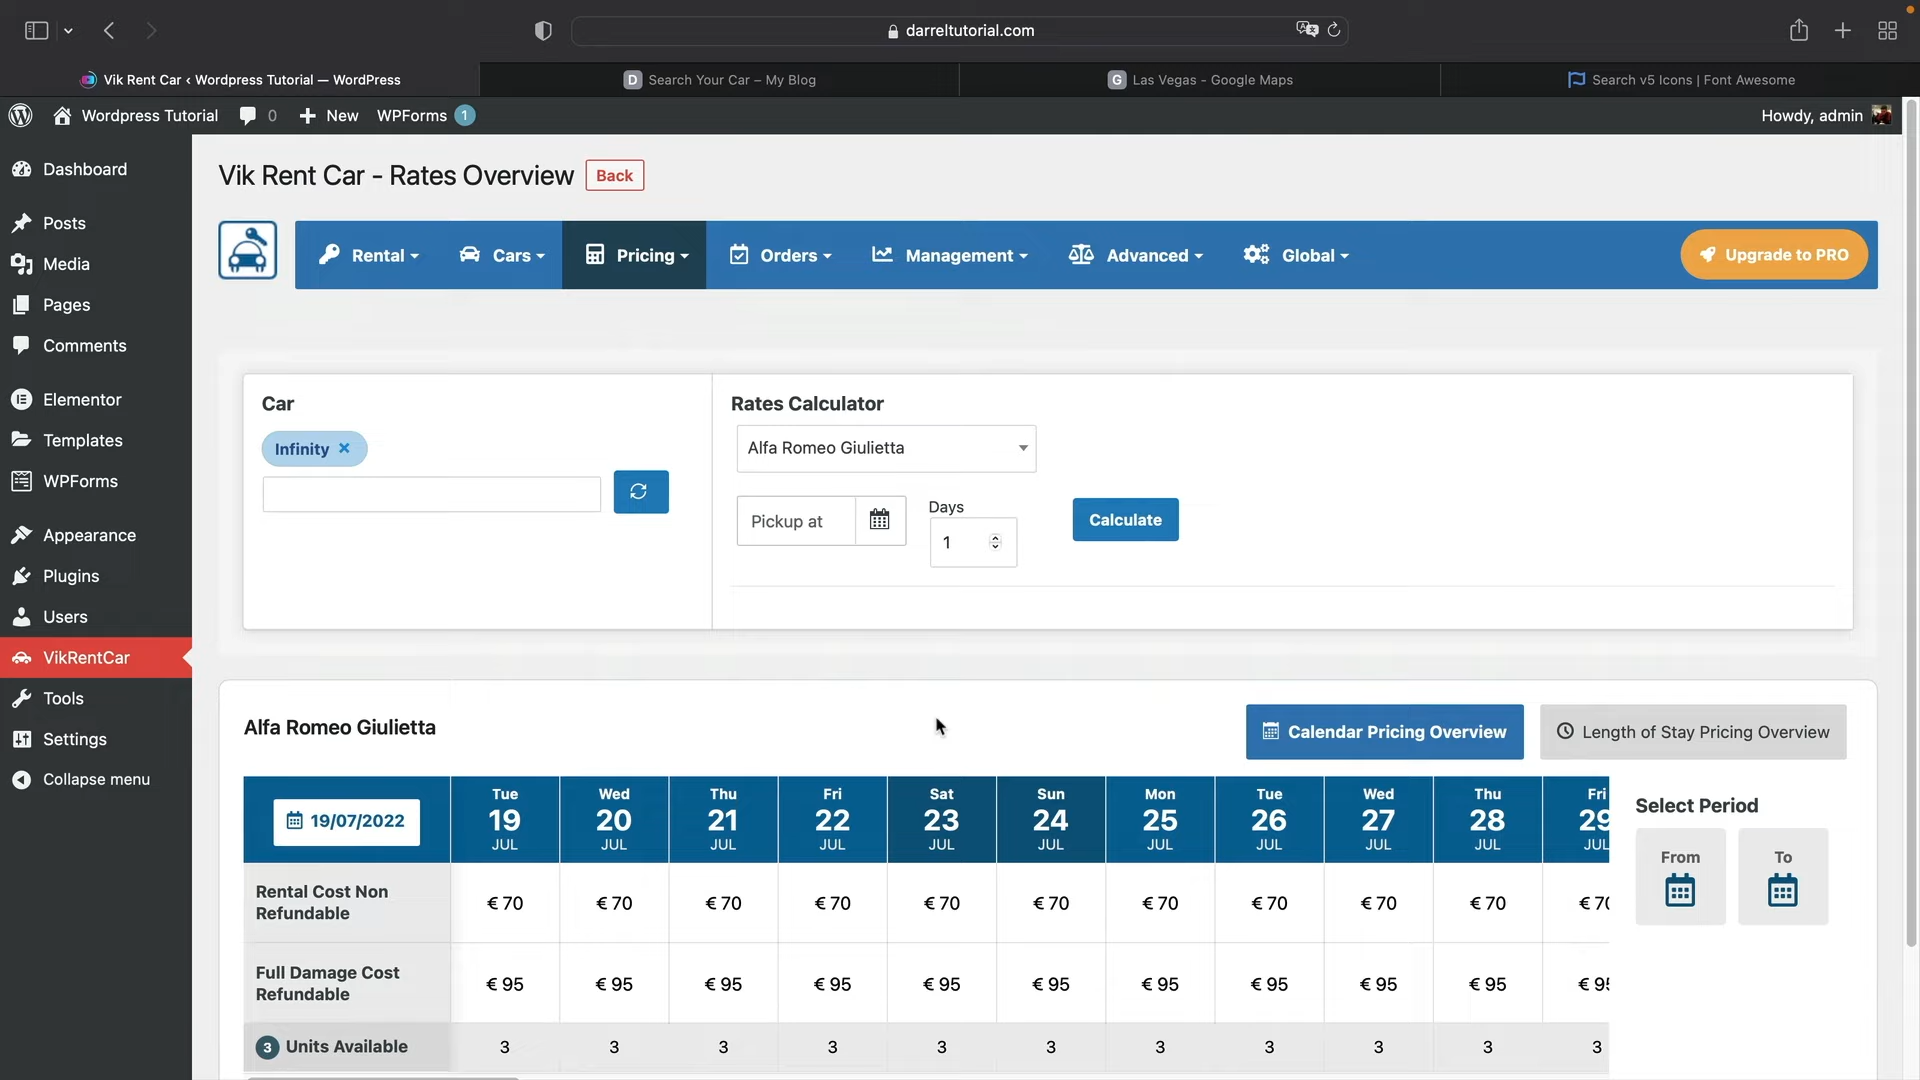 darreltutorial.com
Vik Rent Car ‹ Wordpress Tutorial — WordPress
D Search Your Car – My Blog
G Las Vegas - Google Maps
Search v5 Icons | Font Awesome
Wordpress Tutorial 0 New WPForms 1
Howdy, admin
Dashboard
Posts
Media
Pages
Comments
Elementor
Templates
WPForms
Appearance
Plugins
Users
VikRentCar
Tools
Settings
Collapse menu
Vik Rent Car - Rates Overview Back
Rental Cars Pricing Orders Management Advanced Global Upgrade to PRO
Car
Infinity ×
Rates Calculator
Alfa Romeo Giulietta
Pickup at
Days
1
Calculate
Alfa Romeo Giulietta
Calendar Pricing Overview
Length of Stay Pricing Overview
19/07/2022
Tue Wed Thu Fri Sat Sun Mon Tue Wed Thu Fri
19 20 21 22 23 24 25 26 27 28 29
JUL JUL JUL JUL JUL JUL JUL JUL JUL JUL JUL
Rental Cost Non
Refundable
€ 70 € 70 € 70 € 70 € 70 € 70 € 70 € 70 € 70 € 70 € 70
Full Damage Cost
Refundable
€ 95 € 95 € 95 € 95 € 95 € 95 € 95 € 95 € 95 € 95 € 95
3 Units Available 3 3 3 3 3 3 3 3 3 3 3
Select Period
From
To